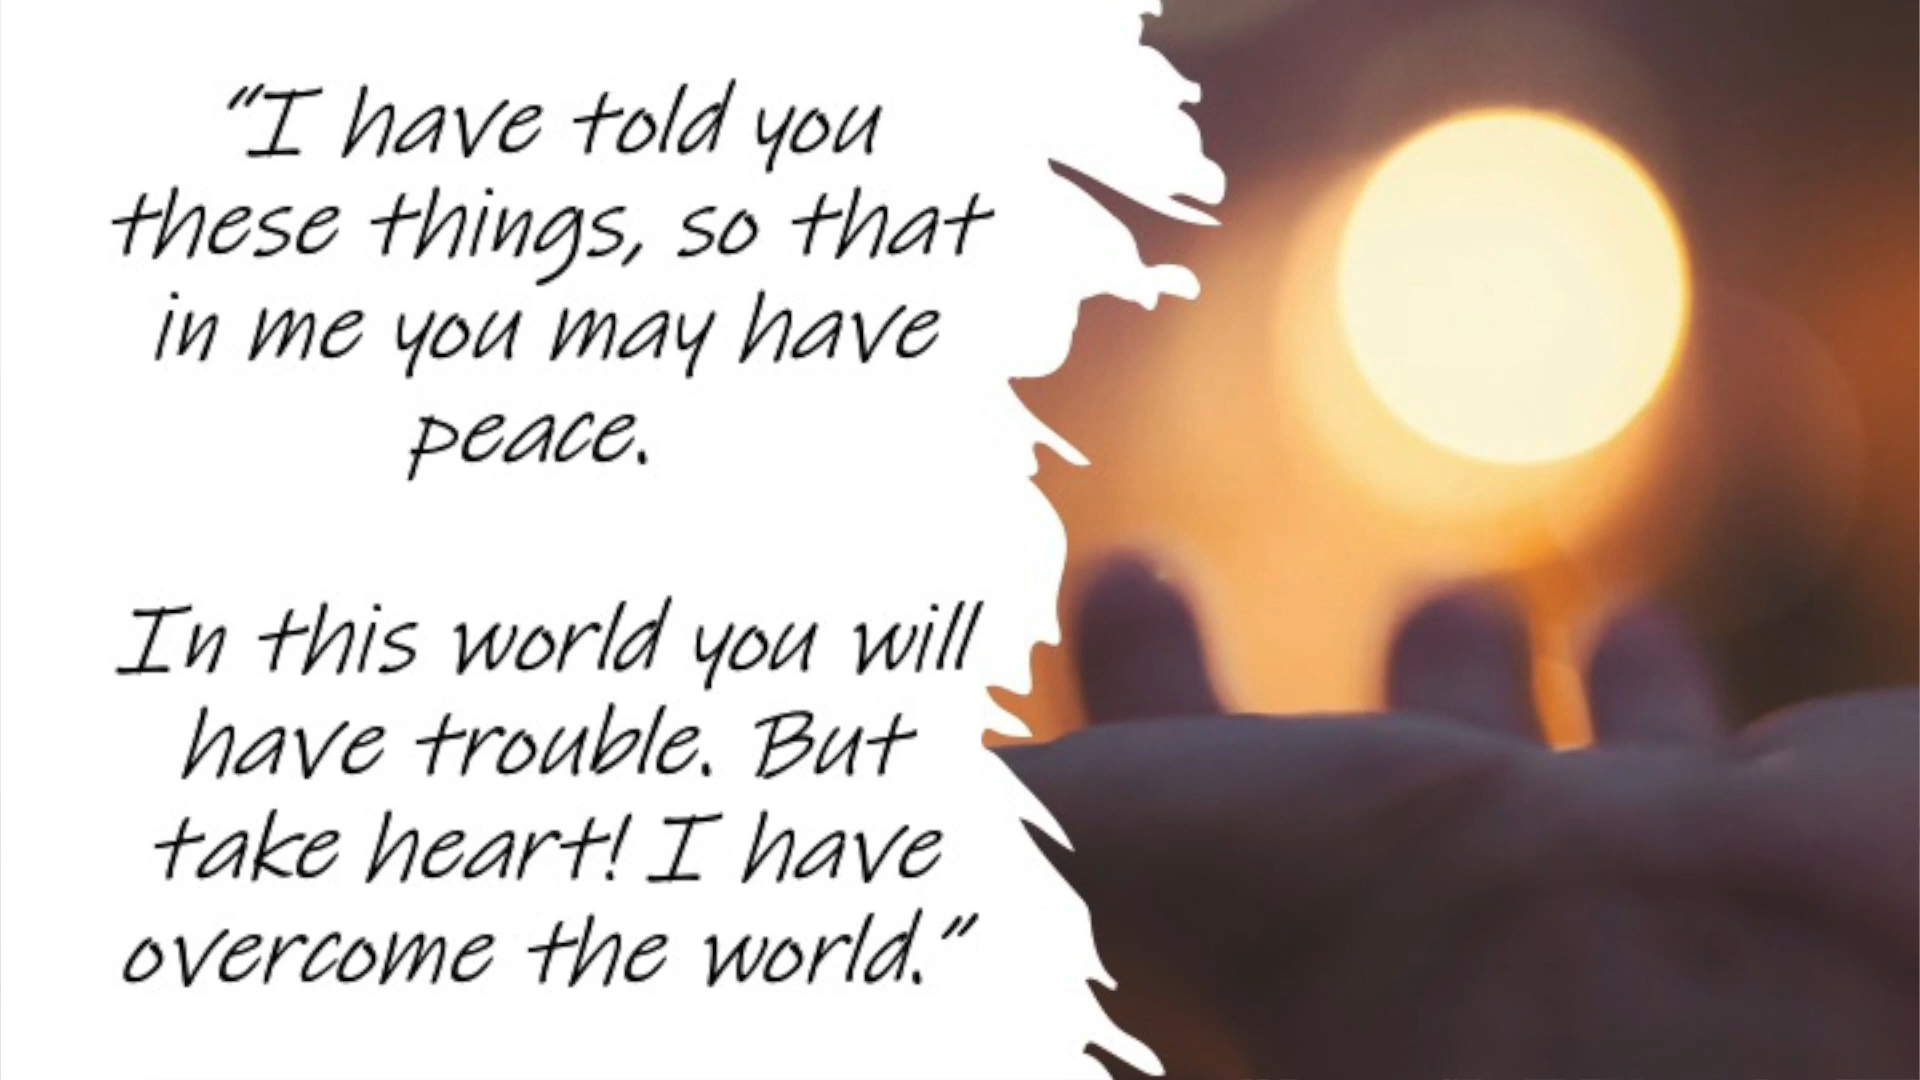 “I have told you
these things, so that
in me you may have
peace.
In this world you will
have trouble. But
take heart! I have
overcome the world.”